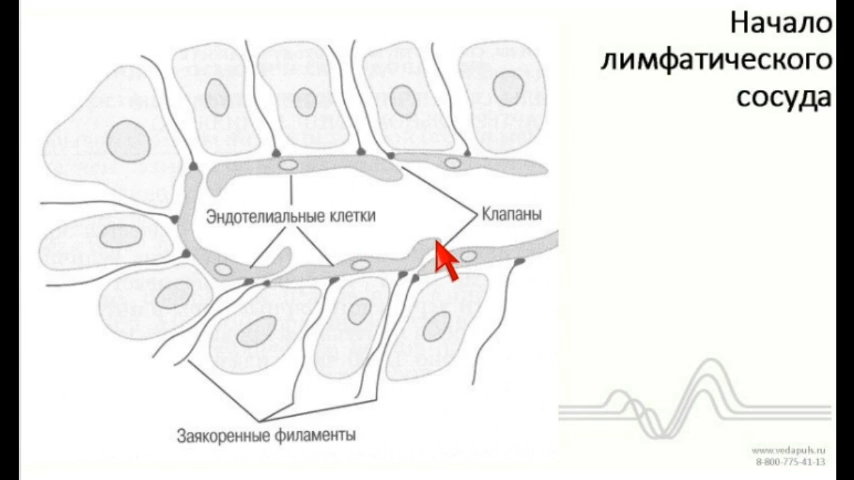 Начало
лимфатического
сосуда
Эндотелиальные клетки
Клапаны
Заякоренные филаменты
www.vedapuls.ru
8-800-775-41-13